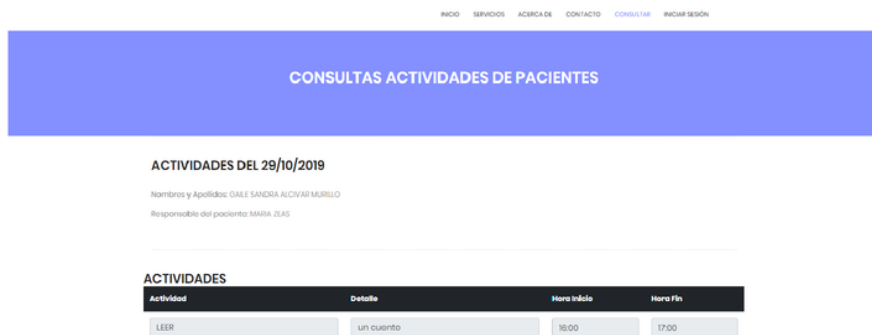 INICIO SERVICIOS ACERCA DE CONTACTO CONSULTAR INICIAR SESIÓN
CONSULTAS ACTIVIDADES DE PACIENTES
ACTIVIDADES DEL 29/10/2019
Nombres y Apellidos: GAILE SANDRA ALCIVAR MURILLO
Responsable del paciente: MARIA ZEAS
ACTIVIDADES
Actividad Detalle Hora Inicio Hora Fin
LEER un cuento 16:00 17:00